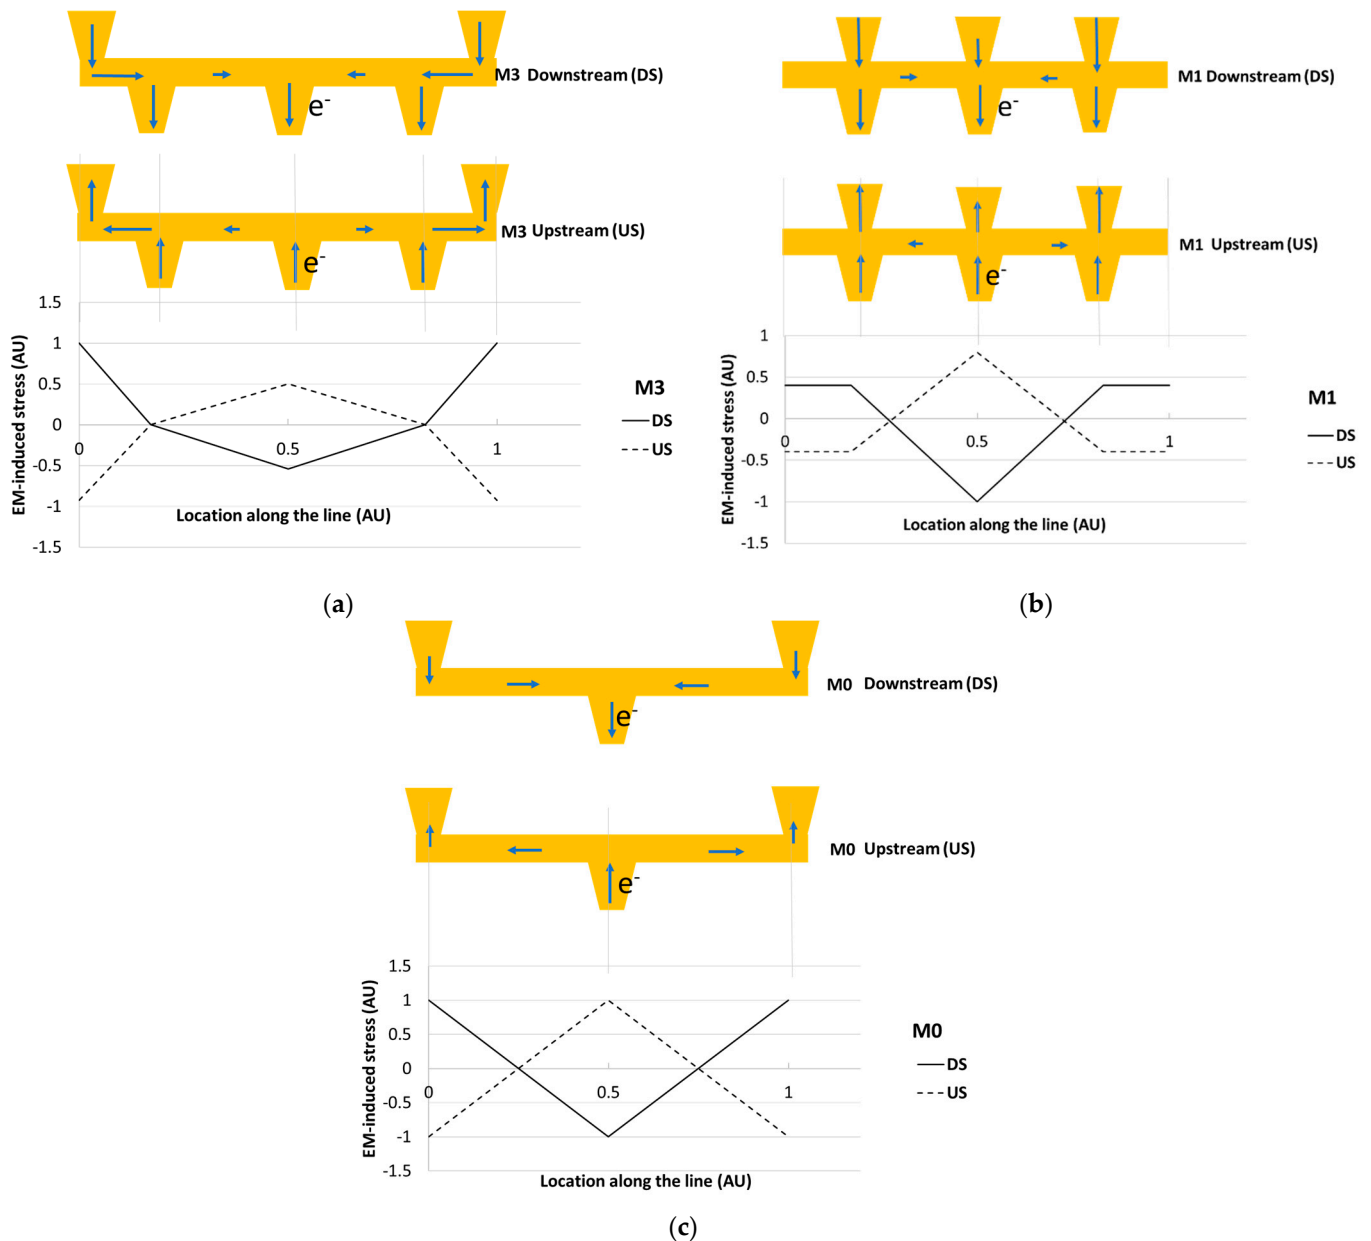 M3 Downstream (DS)
e-
M3 Upstream (US)
e-
EM-induced stress (AU)
1.5
1
0.5
0
-0.5
-1
-1.5
0
0.5
1
Location along the line (AU)
M3
DS
US
(a)
M1 Downstream (DS)
e-
M1 Upstream (US)
e-
EM-induced stress (AU)
1
0.5
0
-0.5
-1
-1.5
0
0.5
1
Location along the line (AU)
M1
DS
US
(b)
M0 Downstream (DS)
e-
M0 Upstream (US)
e-
EM-induced stress (AU)
1.5
1
0.5
0
-0.5
-1
-1.5
0
0.5
1
Location along the line (AU)
M0
DS
US
(c)